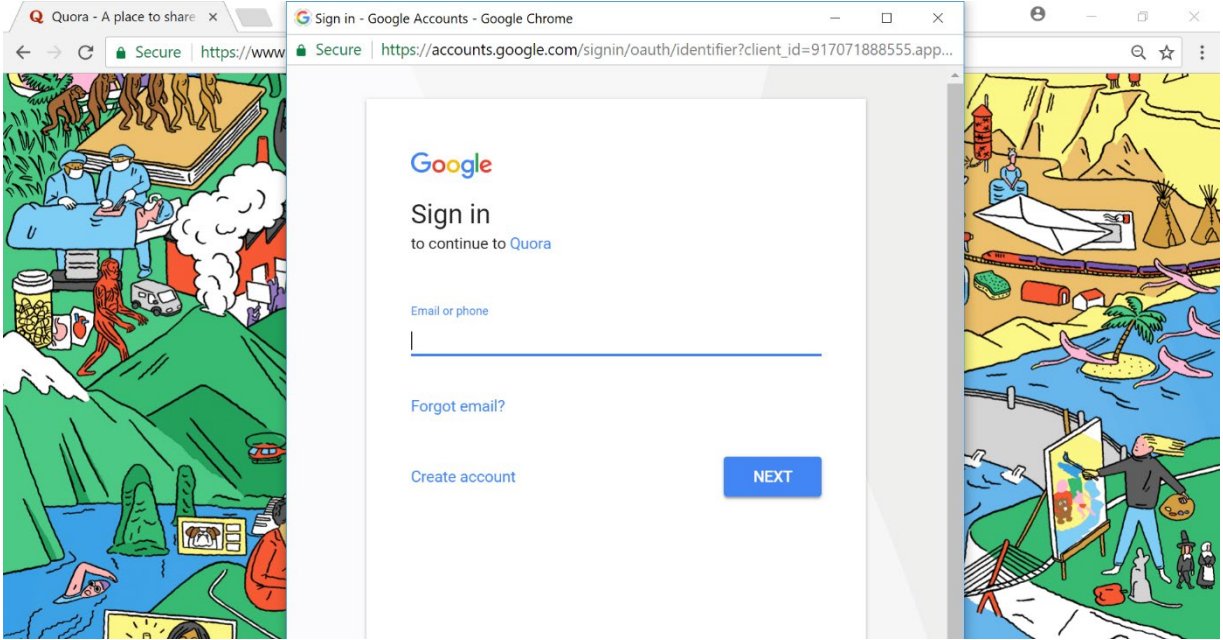 Quora - A place to share
Sign in - Google Accounts - Google Chrome
Secure https://www
Secure https://accounts.google.com/signin/oauth/identifier?client_id=917071888555.app...
Google
Sign in
to continue to Quora
Email or phone
Forgot email?
Create account
NEXT